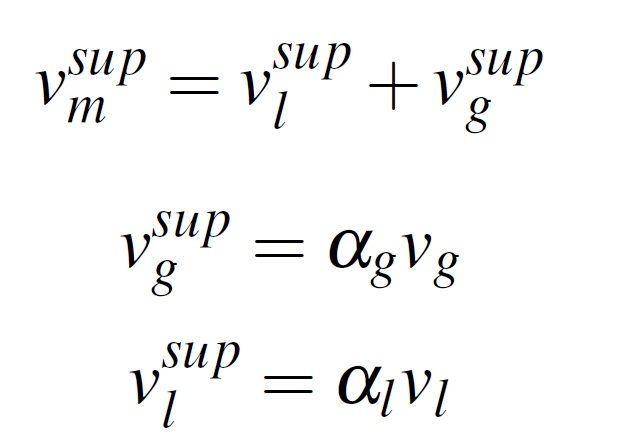 v_m^{sup} = v_l^{sup} + v_g^{sup}
v_g^{sup} = α_g v_g
v_l^{sup} = α_l v_l